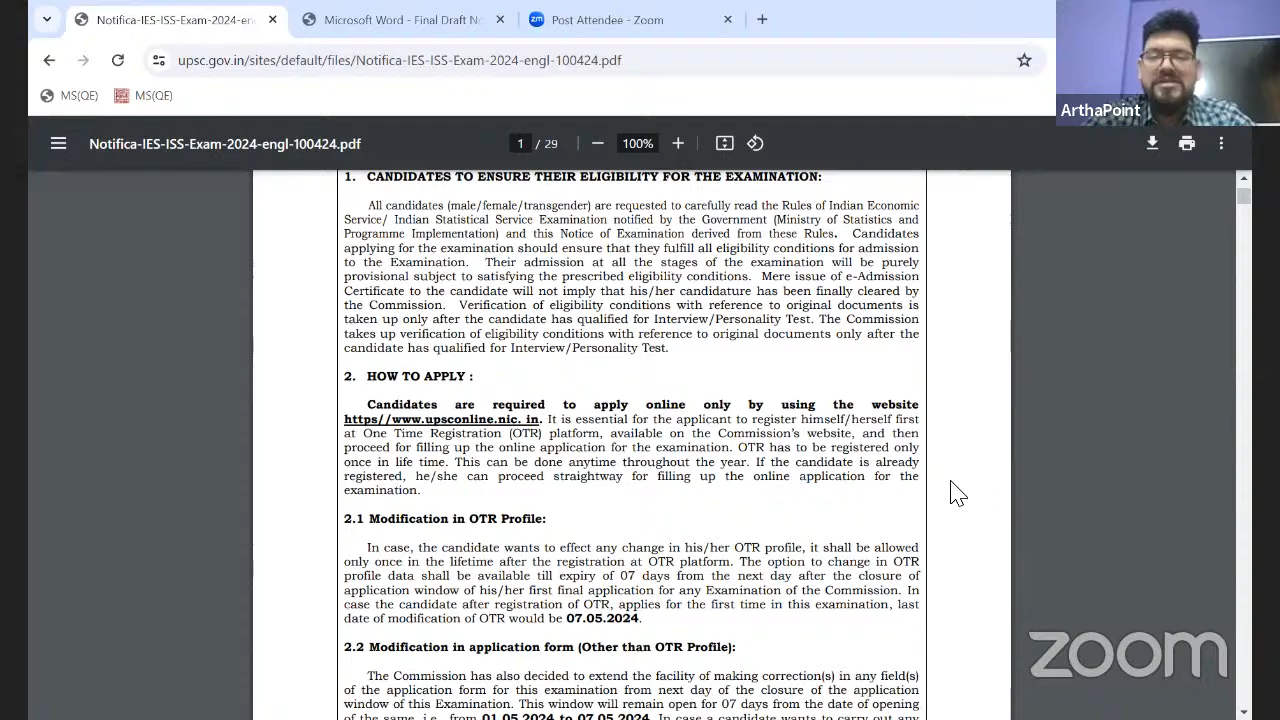 Notifica-IES-ISS-Exam-2024-en
Microsoft Word - Final Draft No
zm
Post Attendee - Zoom
upsc.gov.in/sites/default/files/Notifica-IES-ISS-Exam-2024-engl-100424.pdf
MS(QE)
MS(QE)
ArthaPoint
Notifica-IES-ISS-Exam-2024-engl-100424.pdf
1 / 29
100%
1. CANDIDATES TO ENSURE THEIR ELIGIBILITY FOR THE EXAMINATION:
All candidates (male/female/transgender) are requested to carefully read the Rules of Indian Economic
Service/ Indian Statistical Service Examination notified by the Government (Ministry of Statistics and
Programme Implementation) and this Notice of Examination derived from these Rules. Candidates
applying for the examination should ensure that they fulfill all eligibility conditions for admission
to the Examination. Their admission at all the stages of the examination will be purely
provisional subject to satisfying the prescribed eligibility conditions. Mere issue of e-Admission
Certificate to the candidate will not imply that his/her candidature has been finally cleared by
the Commission. Verification of eligibility conditions with reference to original documents is
taken up only after the candidate has qualified for Interview/Personality Test. The Commission
takes up verification of eligibility conditions with reference to original documents only after the
candidate has qualified for Interview/Personality Test.
2. HOW TO APPLY :
Candidates are required to apply online only by using the website
https//www.upsconline.nic. in. It is essential for the applicant to register himself/herself first
at One Time Registration (OTR) platform, available on the Commission's website, and then
proceed for filling up the online application for the examination. OTR has to be registered only
once in life time. This can be done anytime throughout the year. If the candidate is already
registered, he/she can proceed straightway for filling up the online application for the
examination.
2.1 Modification in OTR Profile:
In case, the candidate wants to effect any change in his/her OTR profile, it shall be allowed
only once in the lifetime after the registration at OTR platform. The option to change in OTR
profile data shall be available till expiry of 07 days from the next day after the closure of
application window of his/her first final application for any Examination of the Commission. In
case the candidate after registration of OTR, applies for the first time in this examination, last
date of modification of OTR would be 07.05.2024.
2.2 Modification in application form (Other than OTR Profile):
The Commission has also decided to extend the facility of making correction(s) in any field(s)
of the application form for this examination from next day of the closure of the application
window of this Examination. This window will remain open for 07 days from the date of opening
of the same, i.e., from 01.05.2024 to 07.05.2024. In case a candidate wants to carry out any
zoom